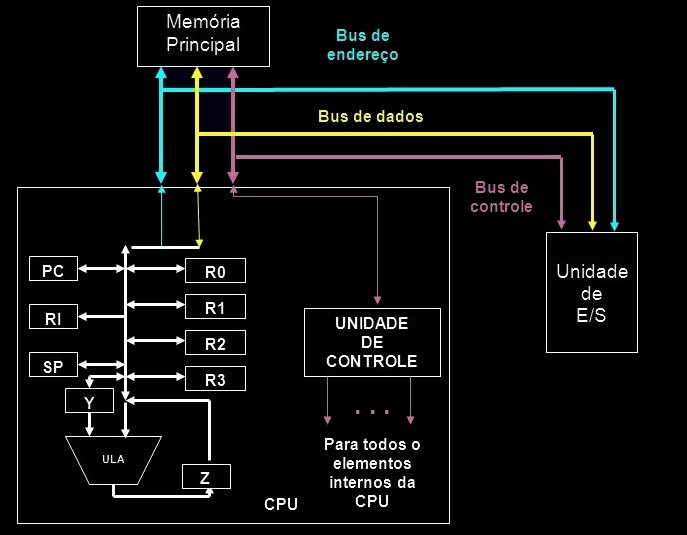 Memória
Principal
Bus de
endereço
Bus de dados
Bus de
controle
Unidade
de
E/S
PC
R0
RI
R1
R2
SP
R3
Y
ULA
Z
UNIDADE
DE
CONTROLE
. . .
Para todos o
elementos
internos da
CPU
CPU